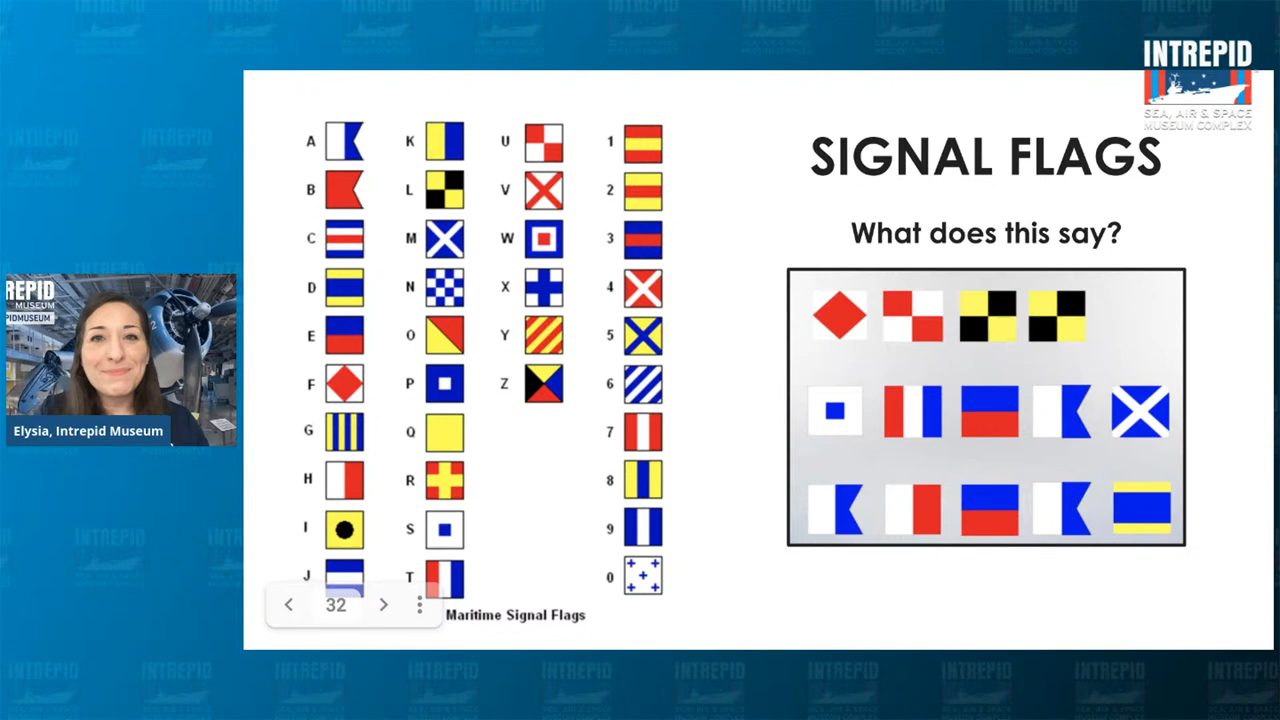 INTREPID
SEA, AIR & SPACE
MUSEUM COMPLEX
SIGNAL FLAGS
What does this say?
A K U 1
B L V 2
C M W 3
D N X 4
E O Y 5
F P Z 6
G Q 7
H R 8
I S 9
J T 0
32
Maritime Signal Flags
REPID
MUSEUM
PIDMUSEUM
2
Elysia, Intrepid Museum